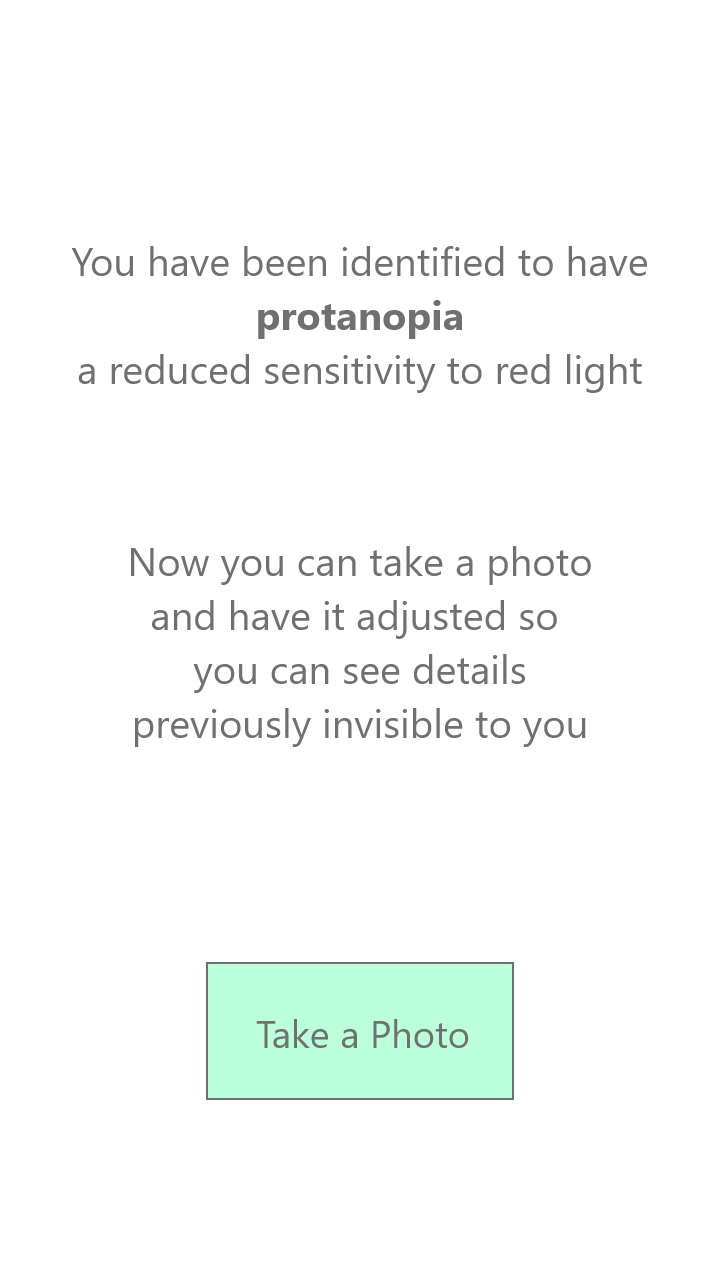 You have been identified to have
protanopia
a reduced sensitivity to red light
Now you can take a photo
and have it adjusted so
you can see details
previously invisible to you
Take a Photo